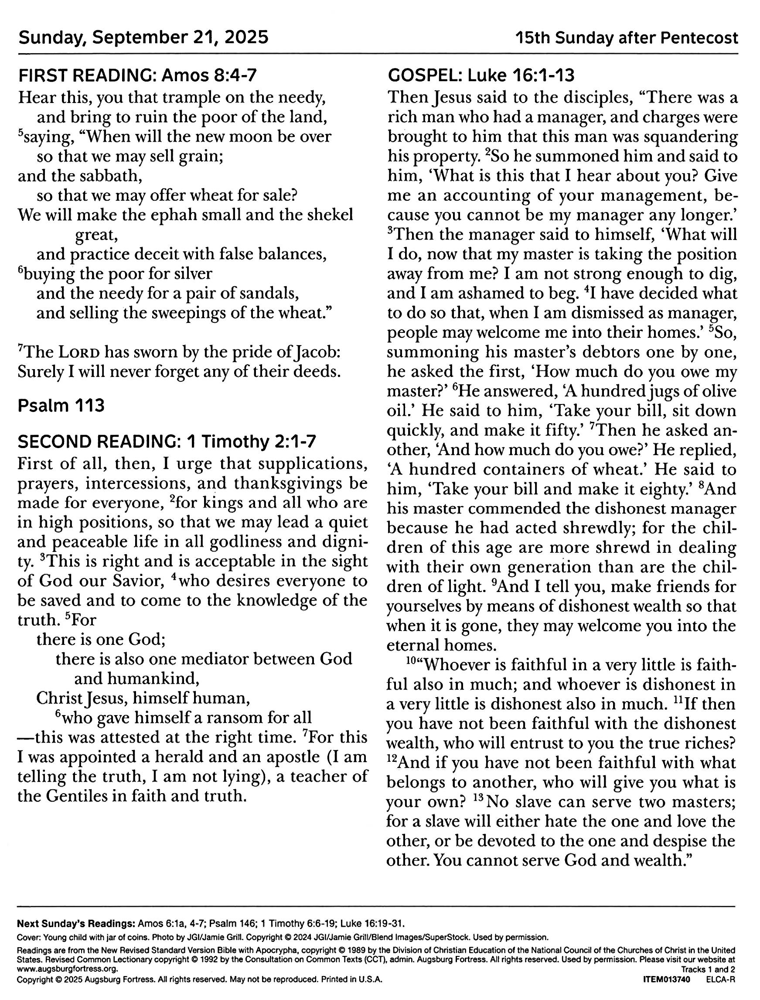 Sunday, September 21, 2025
15th Sunday after Pentecost
FIRST READING: Amos 8:4-7
Hear this, you that trample on the needy,
and bring to ruin the poor of the land,
⁵saying, “When will the new moon be over
so that we may sell grain;
and the sabbath,
so that we may offer wheat for sale?
We will make the ephah small and the shekel
great,
and practice deceit with false balances,
⁶buying the poor for silver
and the needy for a pair of sandals,
and selling the sweepings of the wheat.”
⁷The LORD has sworn by the pride of Jacob:
Surely I will never forget any of their deeds.
Psalm 113
SECOND READING: 1 Timothy 2:1-7
First of all, then, I urge that supplications,
prayers, intercessions, and thanksgivings be
made for everyone, ²for kings and all who are
in high positions, so that we may lead a quiet
and peaceable life in all godliness and digni-
ty. ³This is right and is acceptable in the sight
of God our Savior, ⁴who desires everyone to
be saved and to come to the knowledge of the
truth. ⁵For
there is one God;
there is also one mediator between God
and humankind,
Christ Jesus, himself human,
⁶who gave himself a ransom for all
—this was attested at the right time. ⁷For this
I was appointed a herald and an apostle (I am
telling the truth, I am not lying), a teacher of
the Gentiles in faith and truth.
GOSPEL: Luke 16:1-13
Then Jesus said to the disciples, “There was a
rich man who had a manager, and charges were
brought to him that this man was squandering
his property. ²So he summoned him and said to
him, ‘What is this that I hear about you? Give
me an accounting of your management, be-
cause you cannot be my manager any longer.’
³Then the manager said to himself, ‘What will
I do, now that my master is taking the position
away from me? I am not strong enough to dig,
and I am ashamed to beg. ⁴I have decided what
to do so that, when I am dismissed as manager,
people may welcome me into their homes.’ ⁵So,
summoning his master’s debtors one by one,
he asked the first, ‘How much do you owe my
master?’ ⁶He answered, ‘A hundred jugs of olive
oil.’ He said to him, ‘Take your bill, sit down
quickly, and make it fifty.’ ⁷Then he asked an-
other, ‘And how much do you owe?’ He replied,
‘A hundred containers of wheat.’ He said to
him, ‘Take your bill and make it eighty.’ ⁸And
his master commended the dishonest manager
because he had acted shrewdly; for the chil-
dren of this age are more shrewd in dealing
with their own generation than are the chil-
dren of light. ⁹And I tell you, make friends for
yourselves by means of dishonest wealth so that
when it is gone, they may welcome you into the
eternal homes.
¹⁰“Whoever is faithful in a very little is faith-
ful also in much; and whoever is dishonest in
a very little is dishonest also in much. ¹¹If then
you have not been faithful with the dishonest
wealth, who will entrust to you the true riches?
¹²And if you have not been faithful with what
belongs to another, who will give you what is
your own? ¹³No slave can serve two masters;
for a slave will either hate the one and love the
other, or be devoted to the one and despise the
other. You cannot serve God and wealth.”
Next Sunday’s Readings: Amos 6:1a, 4-7; Psalm 146; 1 Timothy 6:6-19; Luke 16:19-31.
Cover: Young child with jar of coins. Photo by JGI/Jamie Grill. Copyright © 2024 JGI/Jamie Grill/Blend Images/SuperStock. Used by permission.
Readings are from the New Revised Standard Version Bible with Apocrypha, copyright © 1989 by the Division of Christian Education of the National Council of the Churches of Christ in the United
States. Revised Common Lectionary copyright © 1992 by the Consultation on Common Texts (CCT), admin. Augsburg Fortress. All rights reserved. Used by permission. Please visit our website at
www.augsburgfortress.org.
Tracks 1 and 2
Copyright © 2025 Augsburg Fortress. All rights reserved. May not be reproduced. Printed in U.S.A.
ITEM013740 ELCA-R